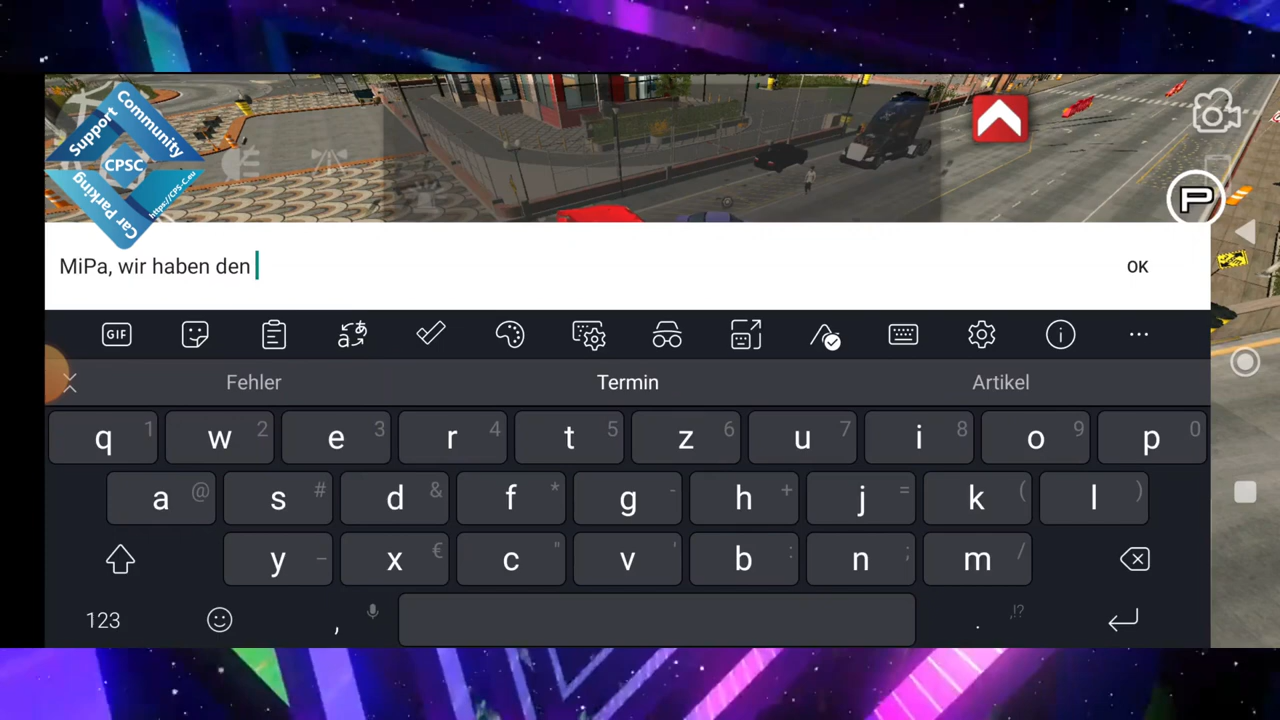 Support
Community
CPSC
Car Parking
https://CPS-C.eu
P
MiPa, wir haben den
OK
GIF
Fehler
Termin
Artikel
q 1 w 2 e 3 r 4 t 5 z 6 u 7 i 8 o 9 p 0
a @ s # d & f * g - h + j = k ( l )
y _ x € c " v ' b : n ; m /
123 , . ,!?